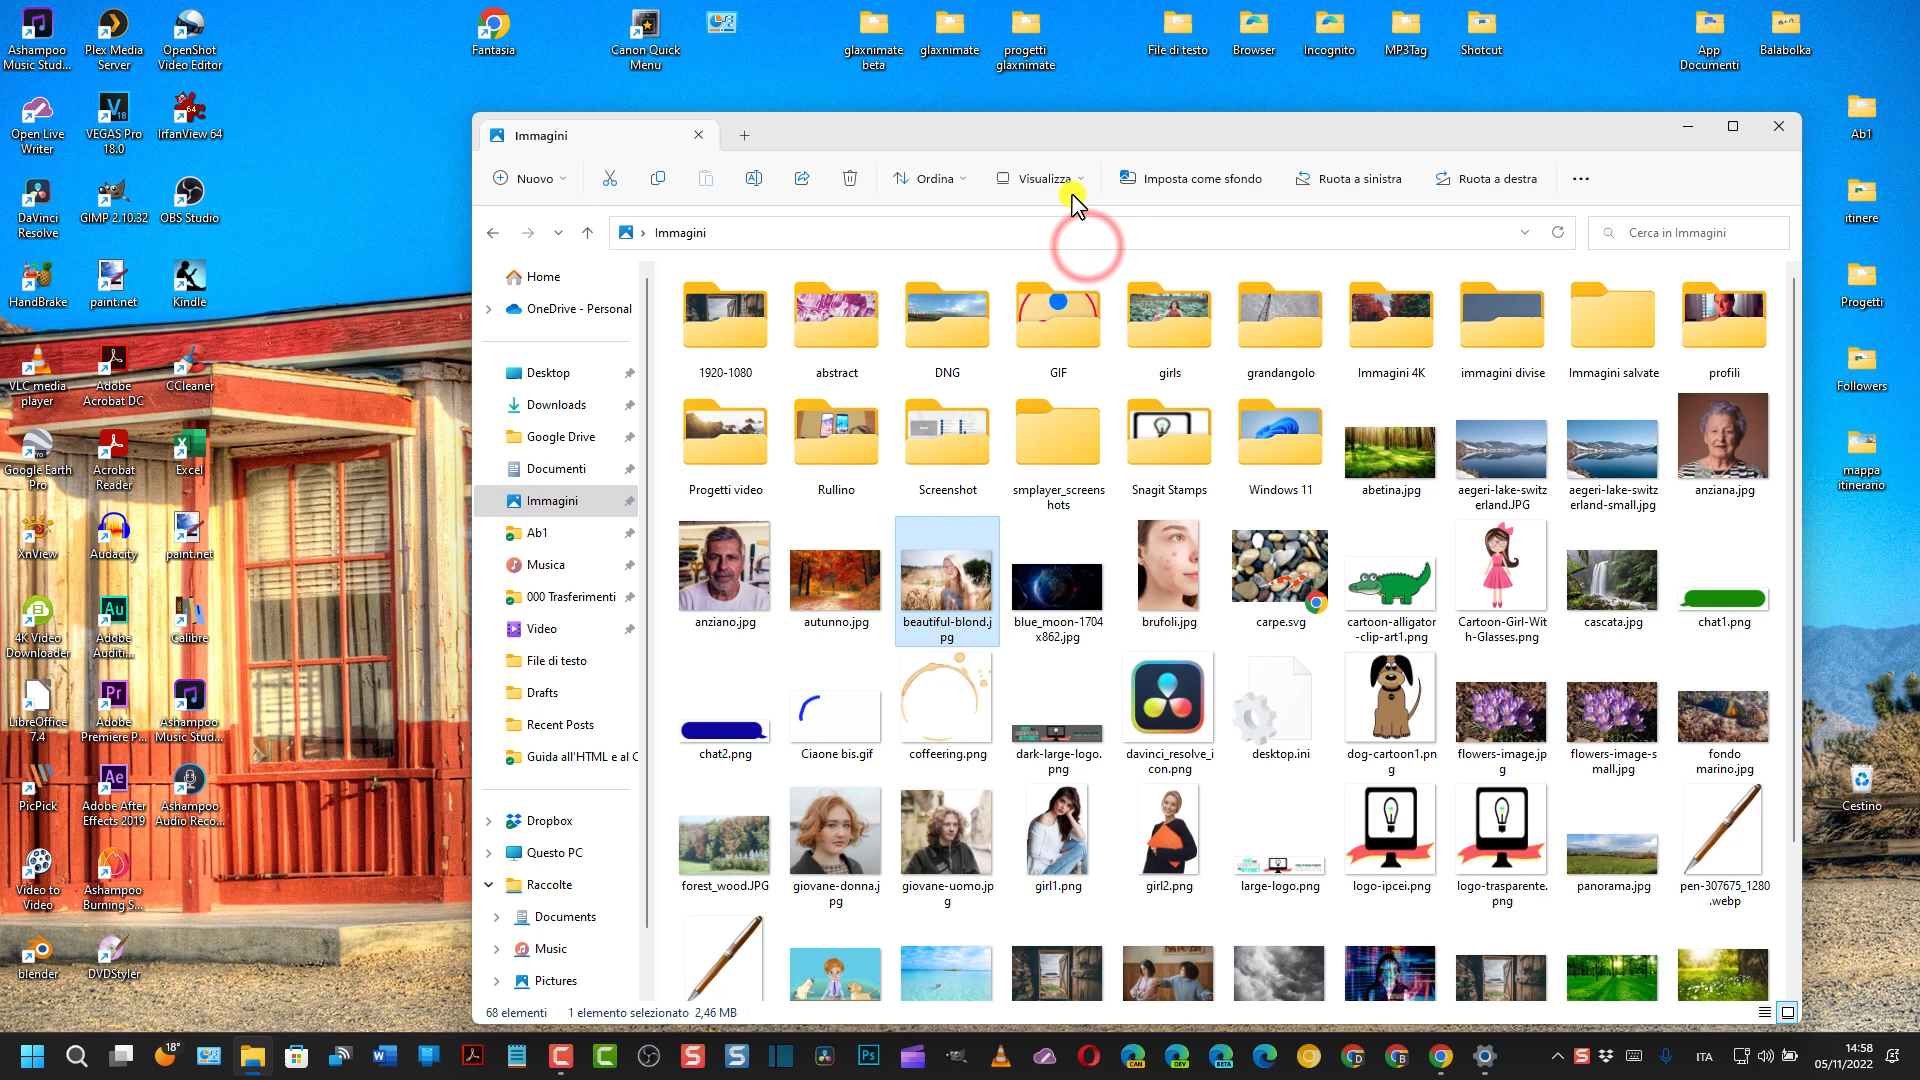 Ashampoo
Music Stud...
Plex Media
Server
OpenShot
Video Editor
Fantasia
Canon Quick
Menu
glaxnimate
beta
glaxnimate
progetti
glaxnimate
File di testo
Browser
Incognito
MP3Tag
Shotcut
App
Documenti
Balabolka
Open Live
Writer
VEGAS Pro
18.0
IrfanView 64
DaVinci
Resolve
GIMP 2.10.32
OBS Studio
HandBrake
paint.net
Kindle
VLC media
player
Adobe
Acrobat DC
CCleaner
Google Earth
Pro
Acrobat
Reader
Excel
XnView
Audacity
paint.net
4K Video
Downloader
Adobe
Auditi...
Calibre
LibreOffice
7.4
Adobe
Premiere P...
Ashampoo
Music Stud...
PicPick
Adobe After
Effects 2019
Ashampoo
Audio Reco...
Video to
Video
Ashampoo
Burning S...
blender
DVDStyler
Ab1
itinere
Progetti
Followers
mappa
itinerario
Cestino
Immagini
Nuovo
Ordina
Visualizza
Imposta come sfondo
Ruota a sinistra
Ruota a destra
Immagini
Cerca in Immagini
Home
OneDrive - Personal
Desktop
Downloads
Google Drive
Documenti
Immagini
Ab1
Musica
000 Trasferimenti
Video
File di testo
Drafts
Recent Posts
Guida all'HTML e al C
Dropbox
Questo PC
Raccolte
Documents
Music
Pictures
1920-1080
abstract
DNG
GIF
girls
grandangolo
Immagini 4K
immagini divise
Immagini salvate
profili
Progetti video
Rullino
Screenshot
smplayer_screens
hots
Snagit Stamps
Windows 11
abetina.jpg
aegeri-lake-switz
erland.JPG
aegeri-lake-switz
erland-small.jpg
anziana.jpg
anziano.jpg
autunno.jpg
beautiful-blond.j
pg
blue_moon-1704
x862.jpg
brufoli.jpg
carpe.svg
cartoon-alligator
-clip-art1.png
Cartoon-Girl-Wit
h-Glasses.png
cascata.jpg
chat1.png
chat2.png
Ciaone bis.gif
coffeering.png
dark-large-logo.
png
davinci_resolve_i
con.png
desktop.ini
dog-cartoon1.pn
g
flowers-image.jp
g
flowers-image-s
mall.jpg
fondo
marino.jpg
forest_wood.JPG
giovane-donna.j
pg
giovane-uomo.jp
g
girl1.png
girl2.png
large-logo.png
logo-ipcei.png
logo-trasparente.
png
panorama.jpg
pen-307675_1280
.webp
68 elementi
1 elemento selezionato 2,46 MB
18°
ITA
14:58
05/11/2022